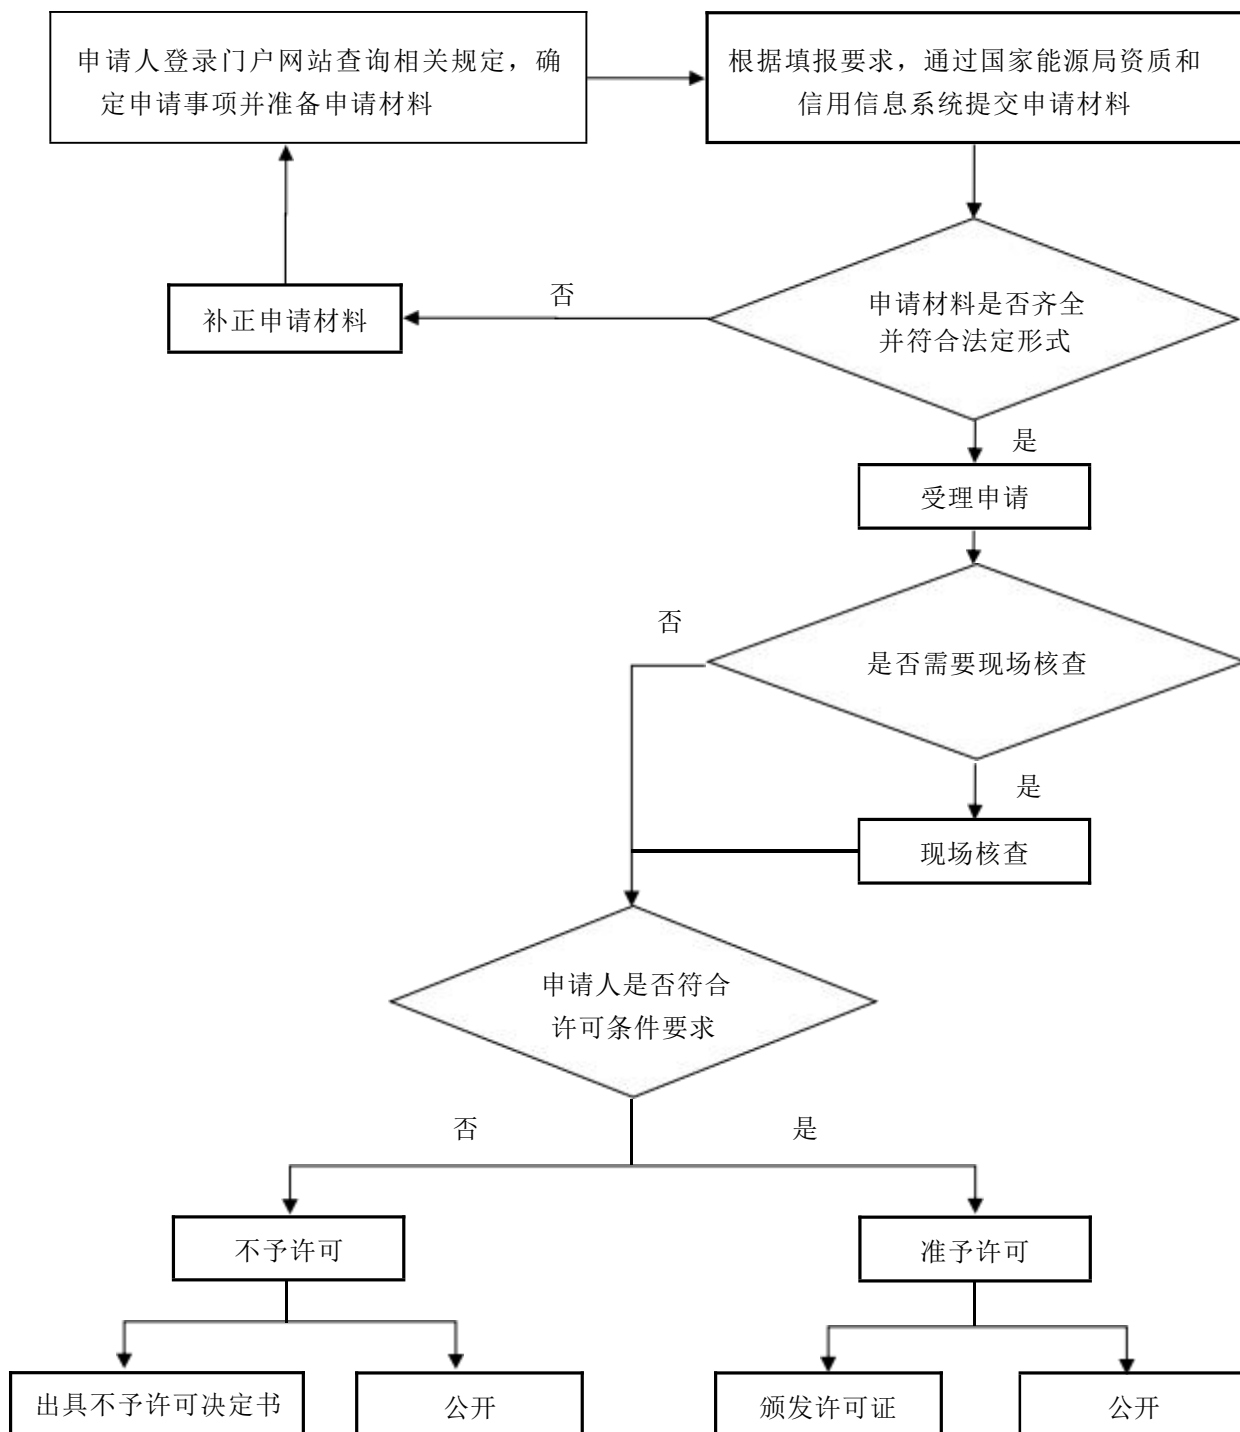 申请人登录门户网站查询相关规定，确
定申请事项并准备申请材料
根据填报要求，通过国家能源局资质和
信用信息系统提交申请材料
否
补正申请材料
申请材料是否齐全
并符合法定形式
是
受理申请
否
是否需要现场核查
是
现场核查
申请人是否符合
许可条件要求
否
是
不予许可
准予许可
出具不予许可决定书
公开
颁发许可证
公开